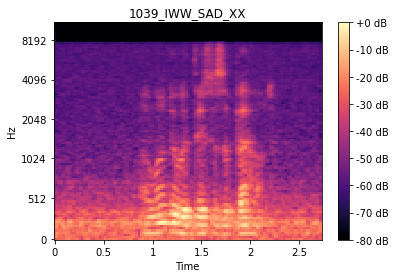 1039_IWW_SAD_XX
+0 dB
8192
-10 dB
4096
-20 dB
-30 dB
Hz
2048
-40 dB
1024
-50 dB
-60 dB
512
-70 dB
0
-80 dB
0 0.5 1 1.5 2 2.5
Time